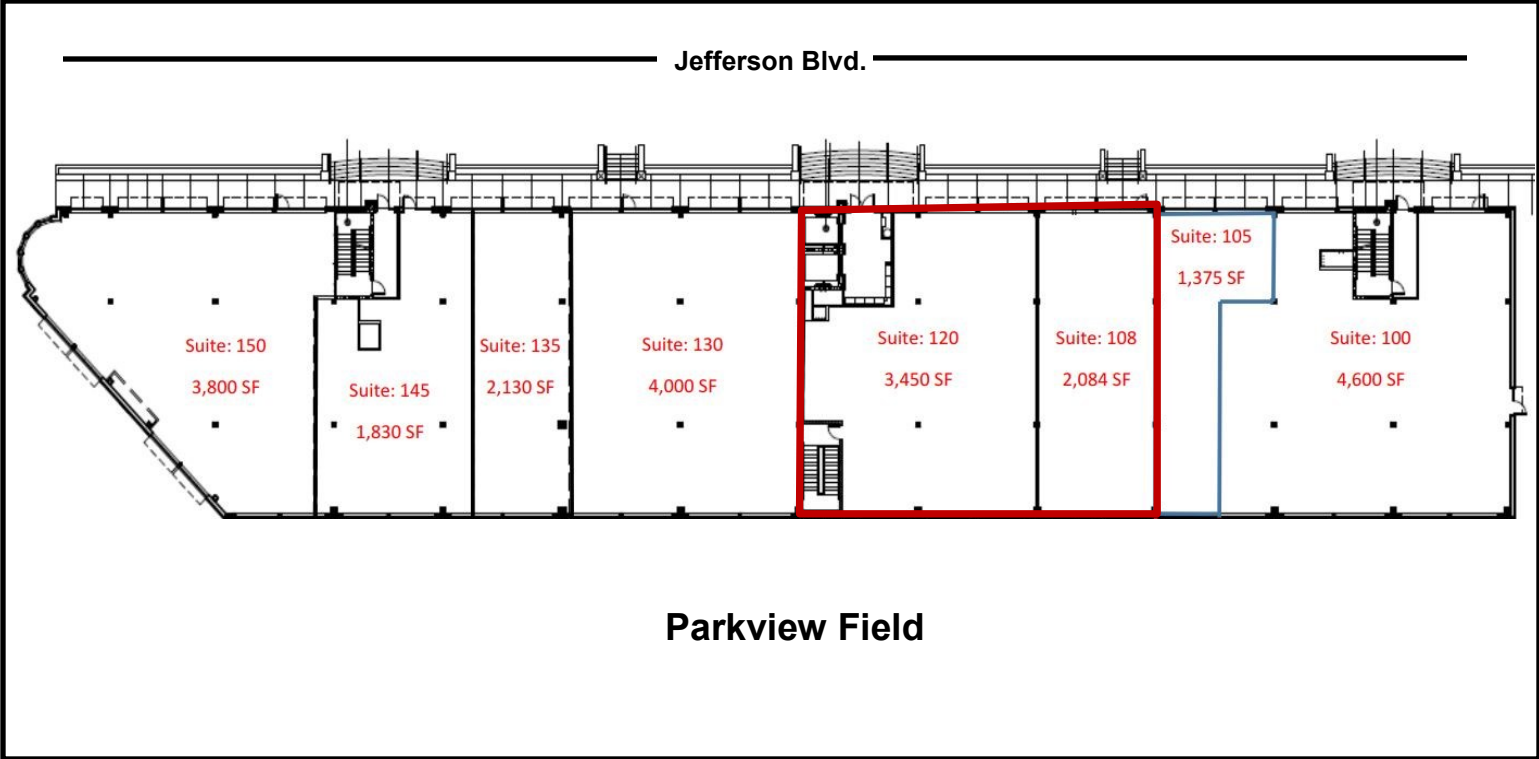 Jefferson Blvd.
Suite: 105
1,375 SF
Suite: 150
3,800 SF
Suite: 145
1,830 SF
Suite: 135
2,130 SF
Suite: 130
4,000 SF
Suite: 120
3,450 SF
Suite: 108
2,084 SF
Suite: 100
4,600 SF
Parkview Field